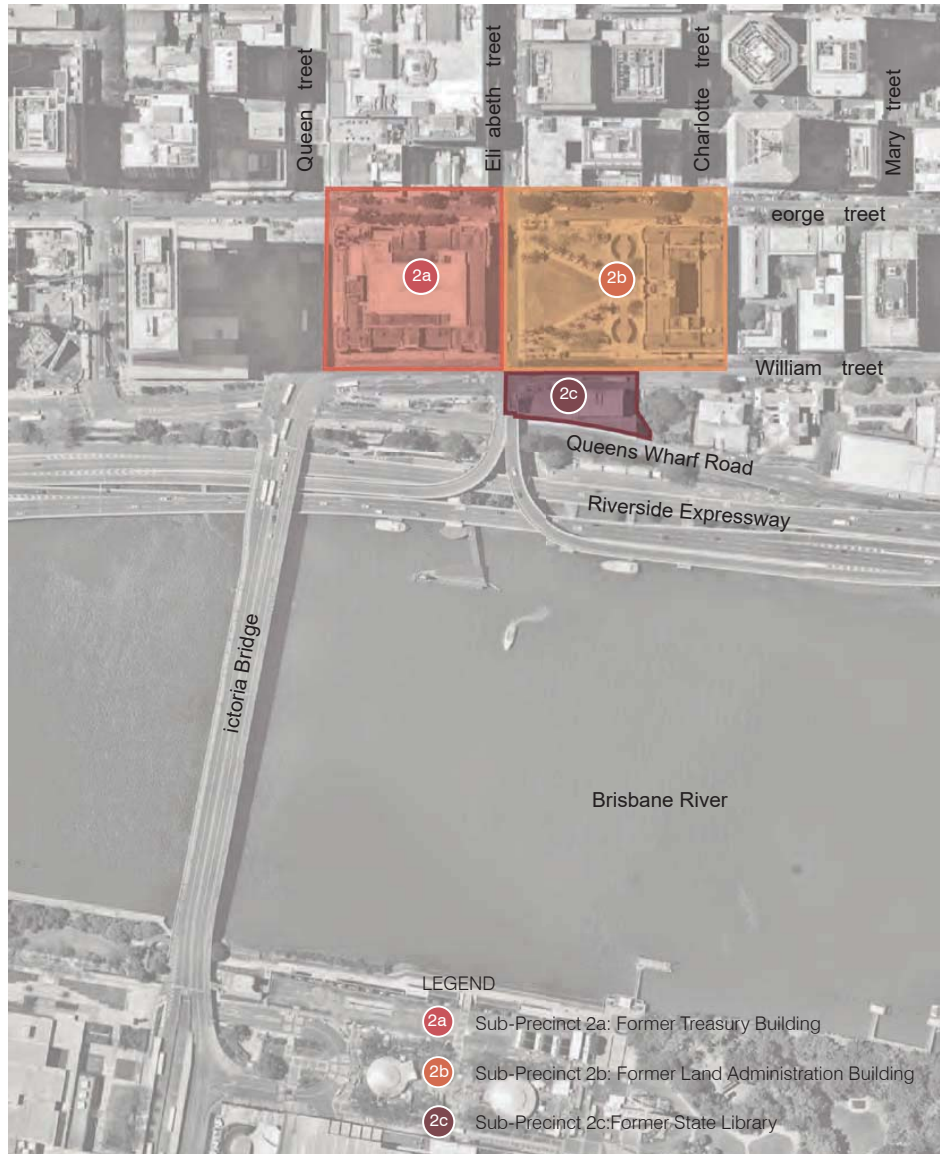 Queen treet
Eli abeth treet
Charlotte treet
Mary treet
eorge treet
2a
2b
William treet
2c
Queens Wharf Road
Riverside Expressway
ictoria Bridge
Brisbane River
LEGEND
2a Sub-Precinct 2a: Former Treasury Building
2b Sub-Precinct 2b: Former Land Administration Building
2c Sub-Precinct 2c:Former State Library